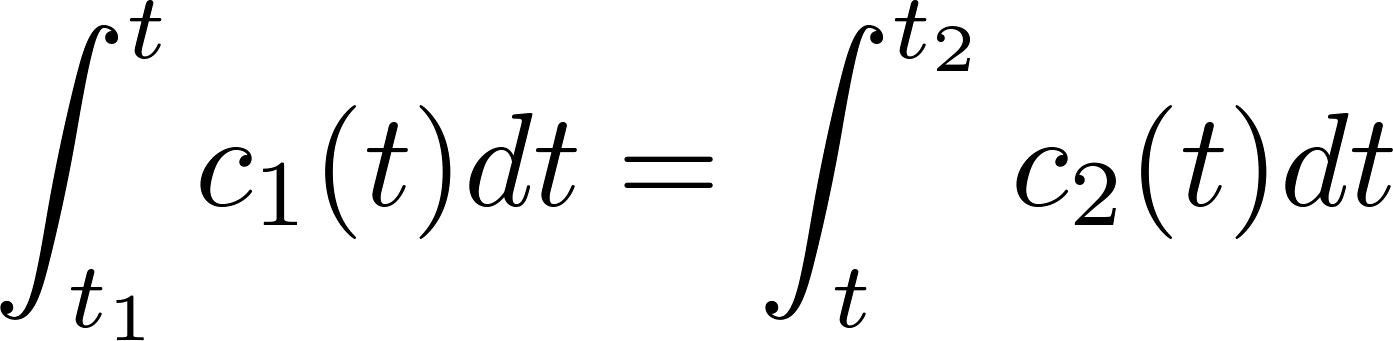 ∫_{t_1}^{t} c_1(t)dt = ∫_{t}^{t_2} c_2(t)dt